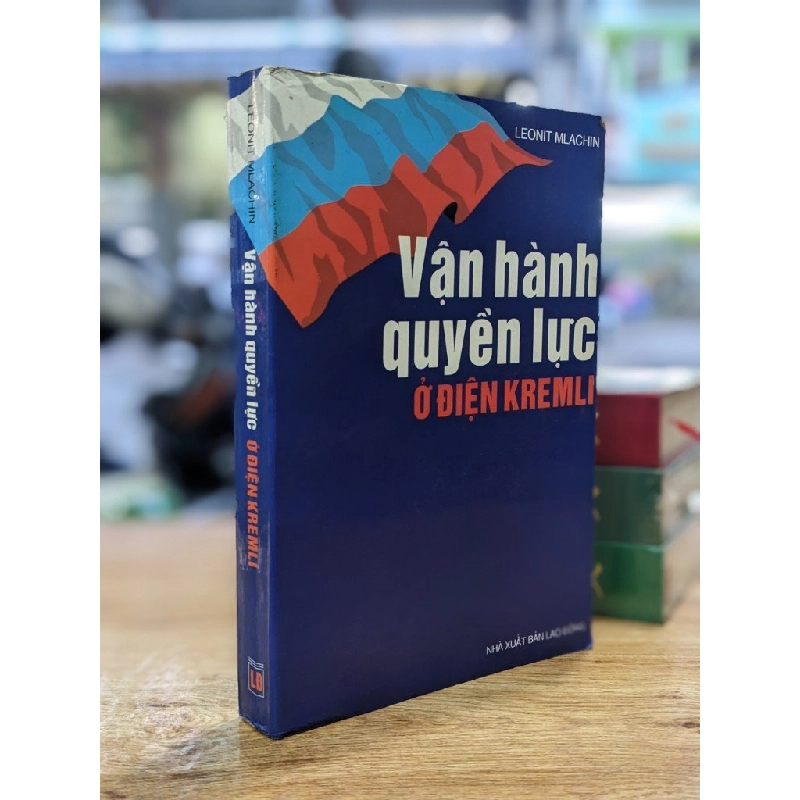 LEONIT MLACHIN
Vận hành
quyền lực
Ở ĐIỆN KREMLI
NHÀ XUẤT BẢN LAO ĐỘNG
LEONIT MLACHIN
Vận hành quyền lực Ở ĐIỆN KREMLI
LĐ